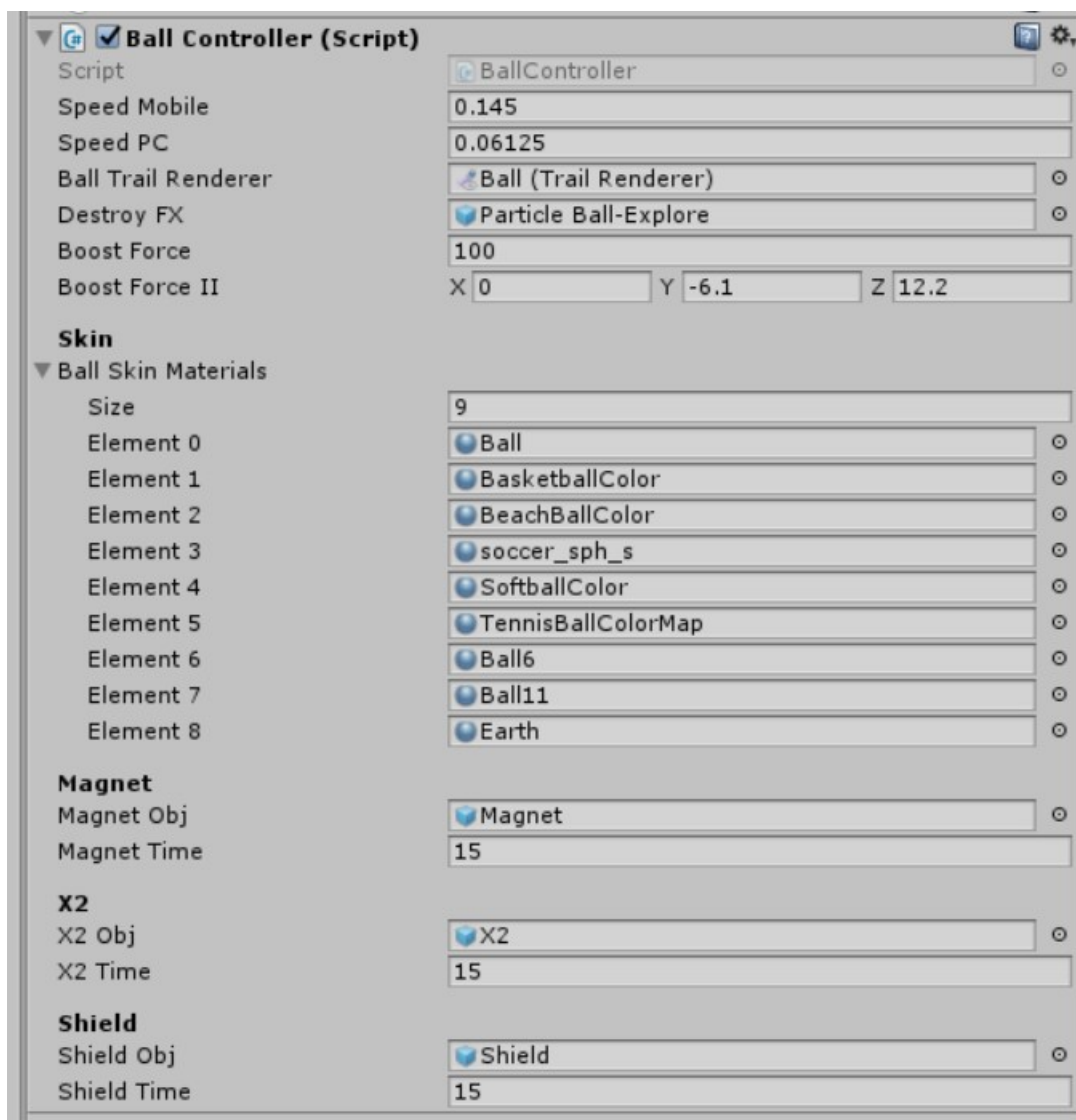 Ball Controller (Script)
Script BallController
Speed Mobile 0.145
Speed PC 0.06125
Ball Trail Renderer Ball (Trail Renderer)
Destroy FX Particle Ball-Explore
Boost Force 100
Boost Force II X 0 Y -6.1 Z 12.2
Skin
Ball Skin Materials
Size 9
Element 0 Ball
Element 1 BasketballColor
Element 2 BeachBallColor
Element 3 soccer_sph_s
Element 4 SoftballColor
Element 5 TennisBallColorMap
Element 6 Ball6
Element 7 Ball11
Element 8 Earth
Magnet
Magnet Obj Magnet
Magnet Time 15
X2
X2 Obj X2
X2 Time 15
Shield
Shield Obj Shield
Shield Time 15